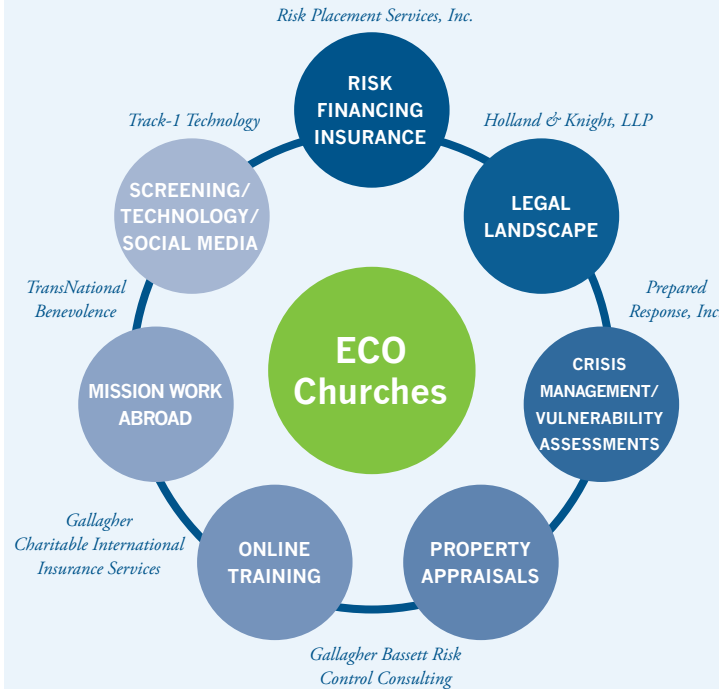 Risk Placement Services, Inc.
RISK
FINANCING
INSURANCE
Track-1 Technology
Holland & Knight, LLP
SCREENING/
TECHNOLOGY/
SOCIAL MEDIA
LEGAL
LANDSCAPE
TransNational
Benevolence
Prepared
Response, Inc
ECO
Churches
MISSION WORK
ABROAD
CRISIS
MANAGEMENT/
VULNERABILITY
ASSESSMENTS
Gallagher
Charitable International
Insurance Services
ONLINE
TRAINING
PROPERTY
APPRAISALS
Gallagher Bassett Risk
Control Consulting